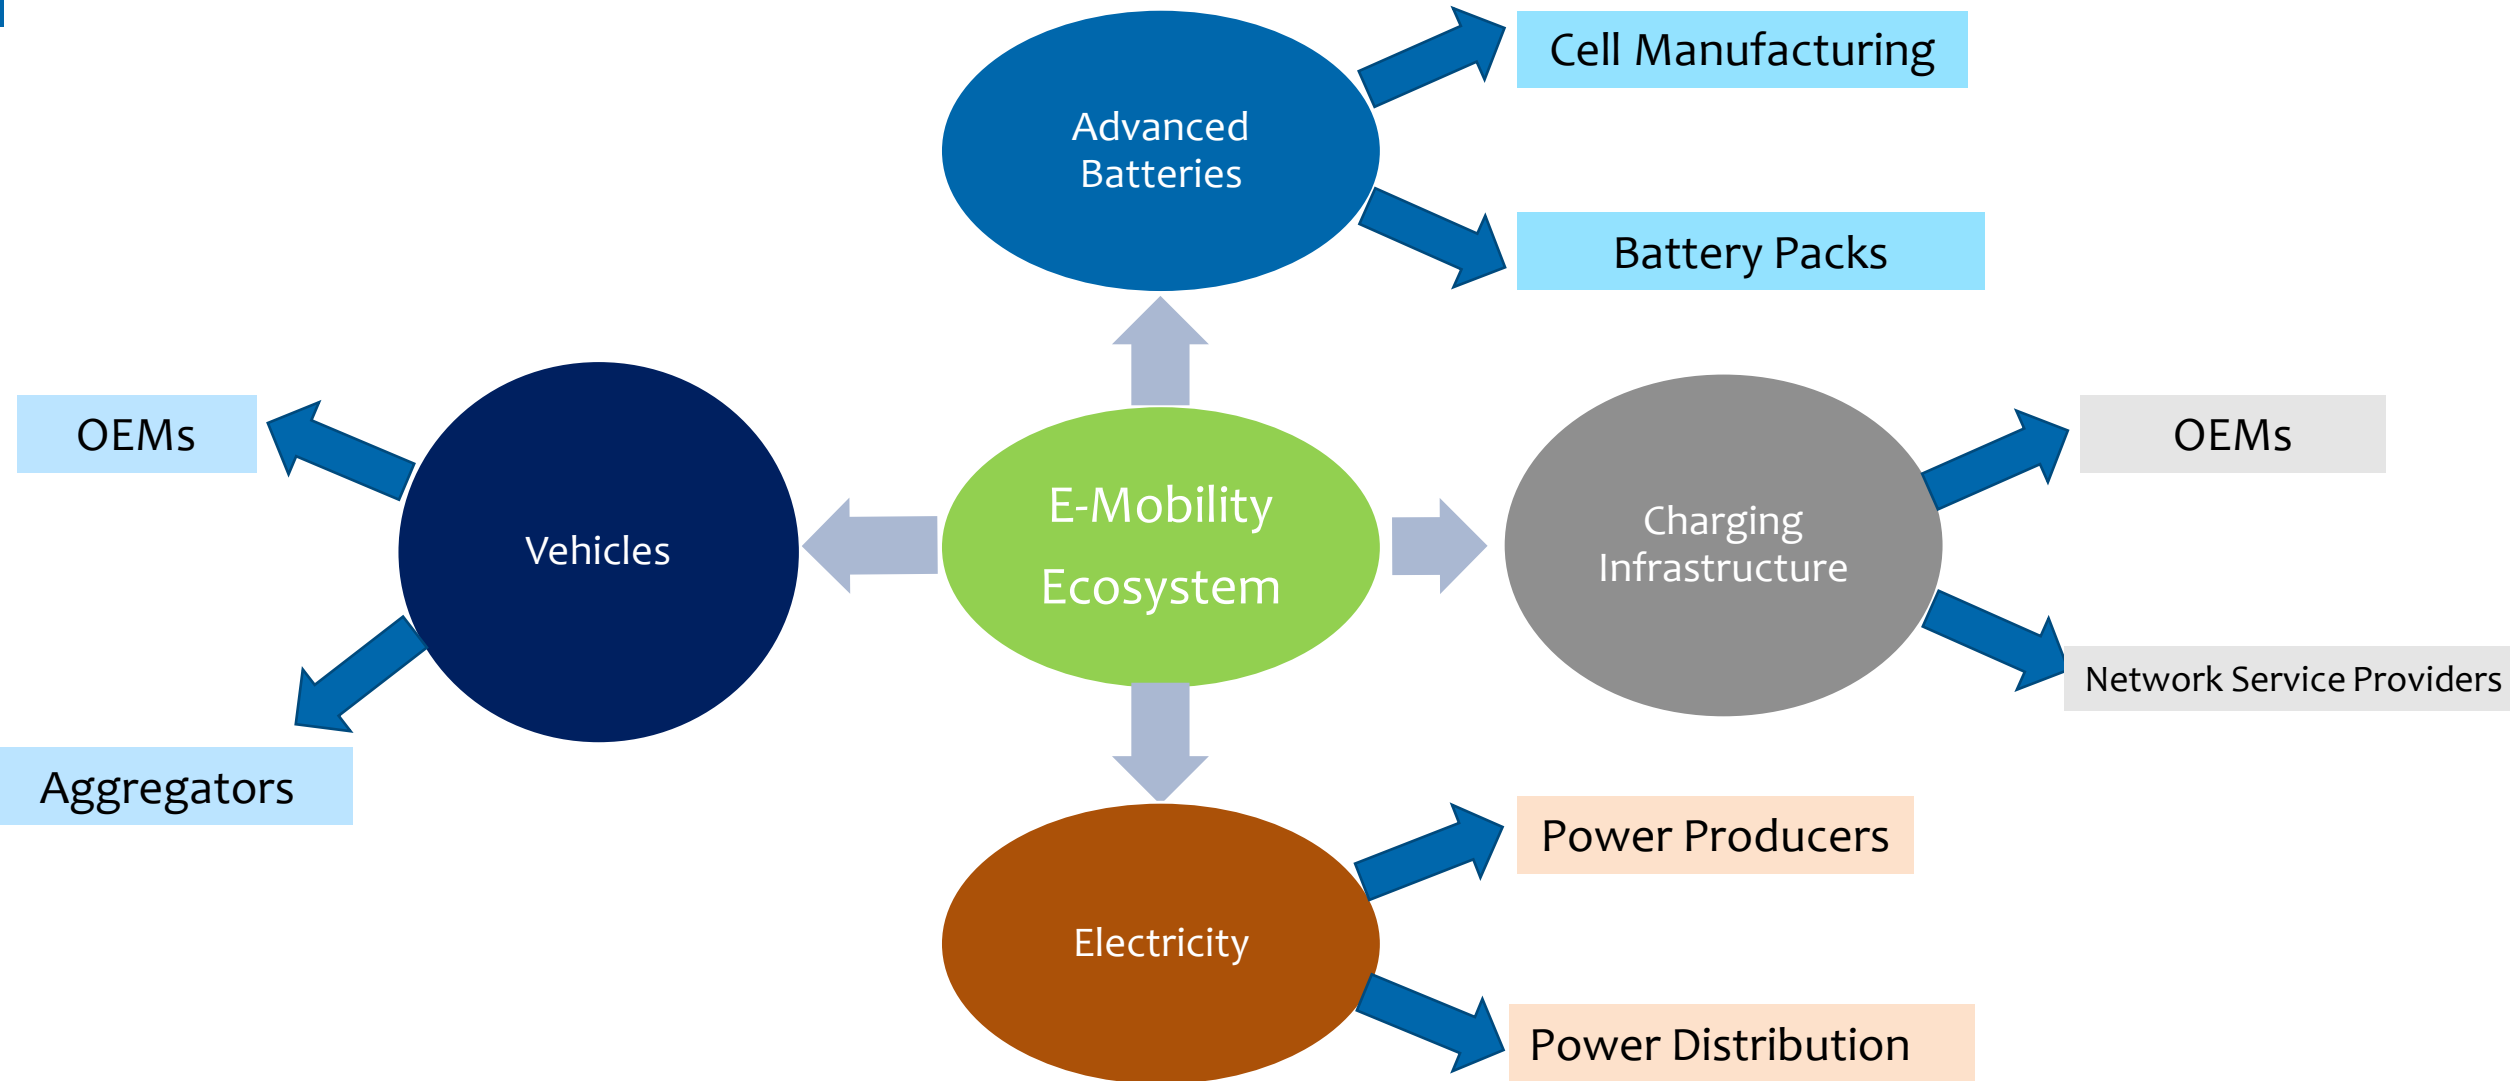 Cell Manufacturing
Advanced
Batteries
Battery Packs
OEMs
OEMs
E-Mobility
Ecosystem
Vehicles
Charging
Infrastructure
Network Service Providers
Aggregators
Power Producers
Electricity
Power Distribution